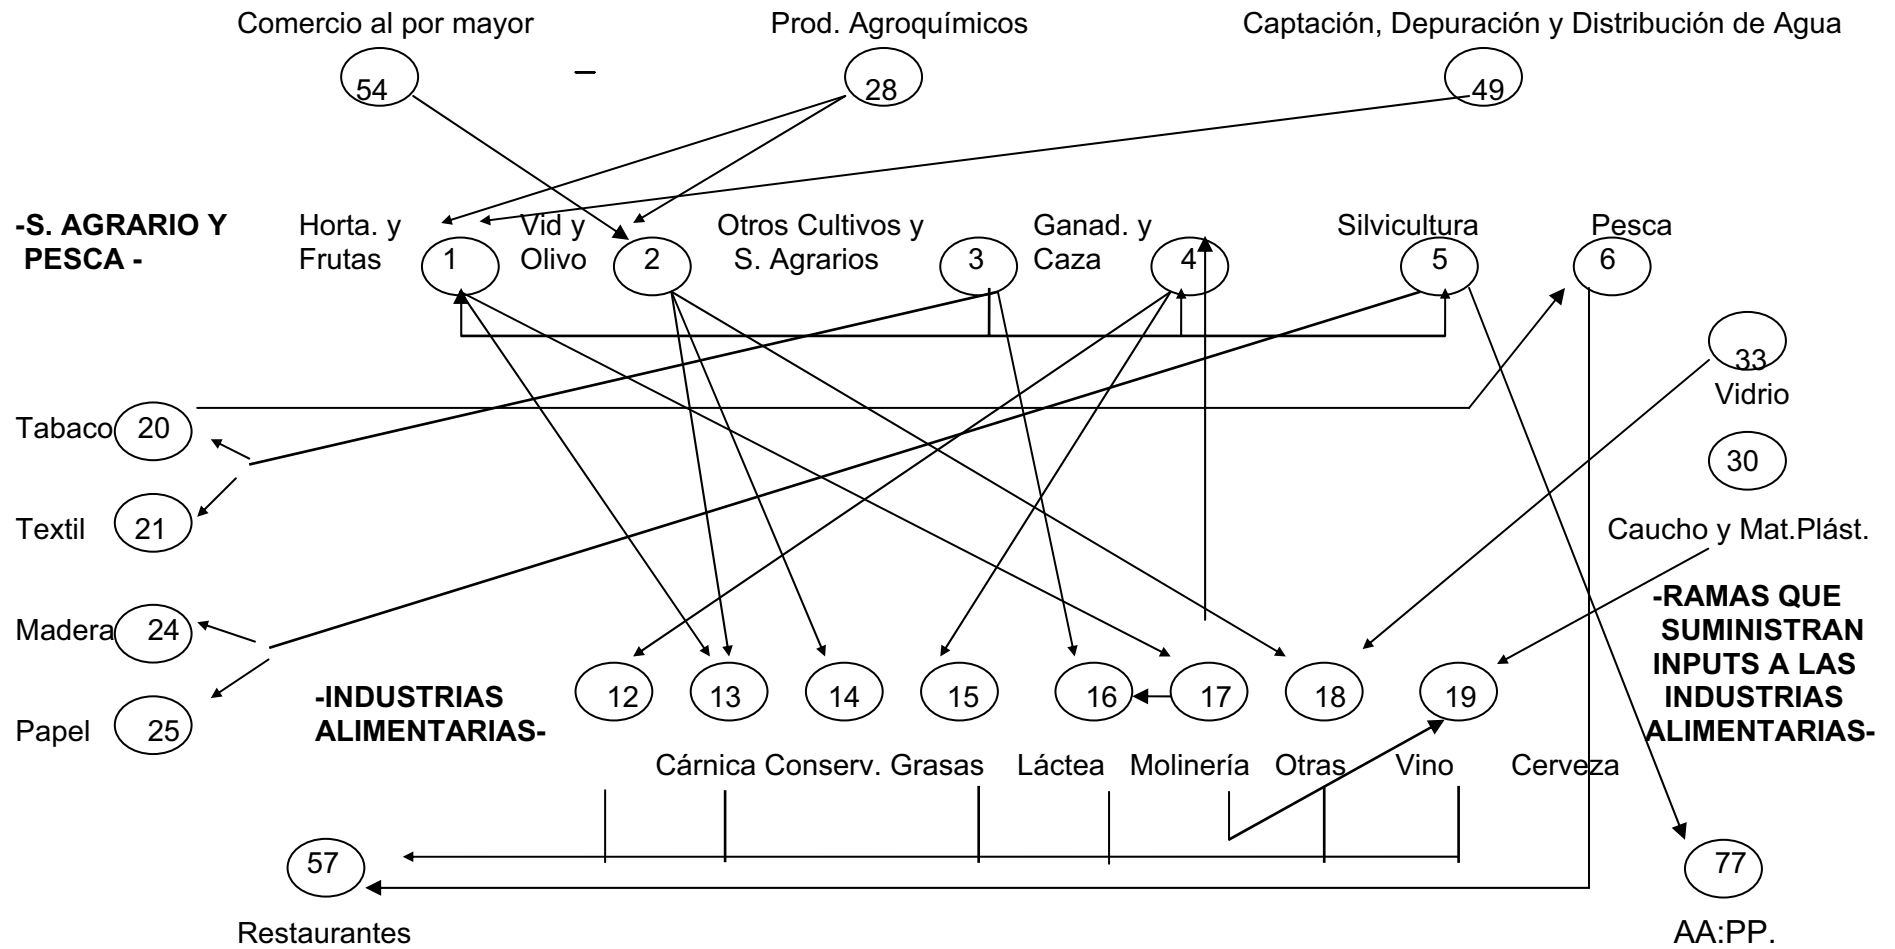 Comercio al por mayor Prod. Agroquímicos Captación, Depuración y Distribución de Agua
54 – 28 49
-S. AGRARIO Y Horta. y Vid y Otros Cultivos y Ganad. y Silvicultura Pesca
PESCA - Frutas 1 Olivo 2 S. Agrarios 3 Caza 4 5 6
33
Vidrio
Tabaco 20
30
Textil 21
Caucho y Mat.Plást.
-RAMAS QUE
SUMINISTRAN
INPUTS A LAS
INDUSTRIAS
ALIMENTARIAS-
Madera 24
-INDUSTRIAS 12 13 14 15 16 17 18 19
ALIMENTARIAS-
Papel 25
Cárnica Conserv. Grasas Láctea Molinería Otras Vino Cerveza
57 77
Restaurantes AA:PP.